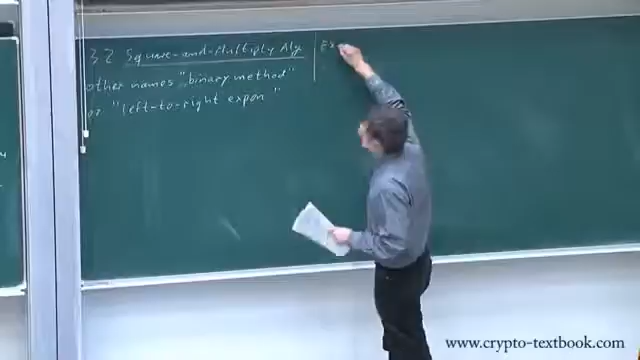 3.2 Square-and-Multiply Alg
other names "binary method"
or "left-to-right expon "
Ex
www.crypto-textbook.com